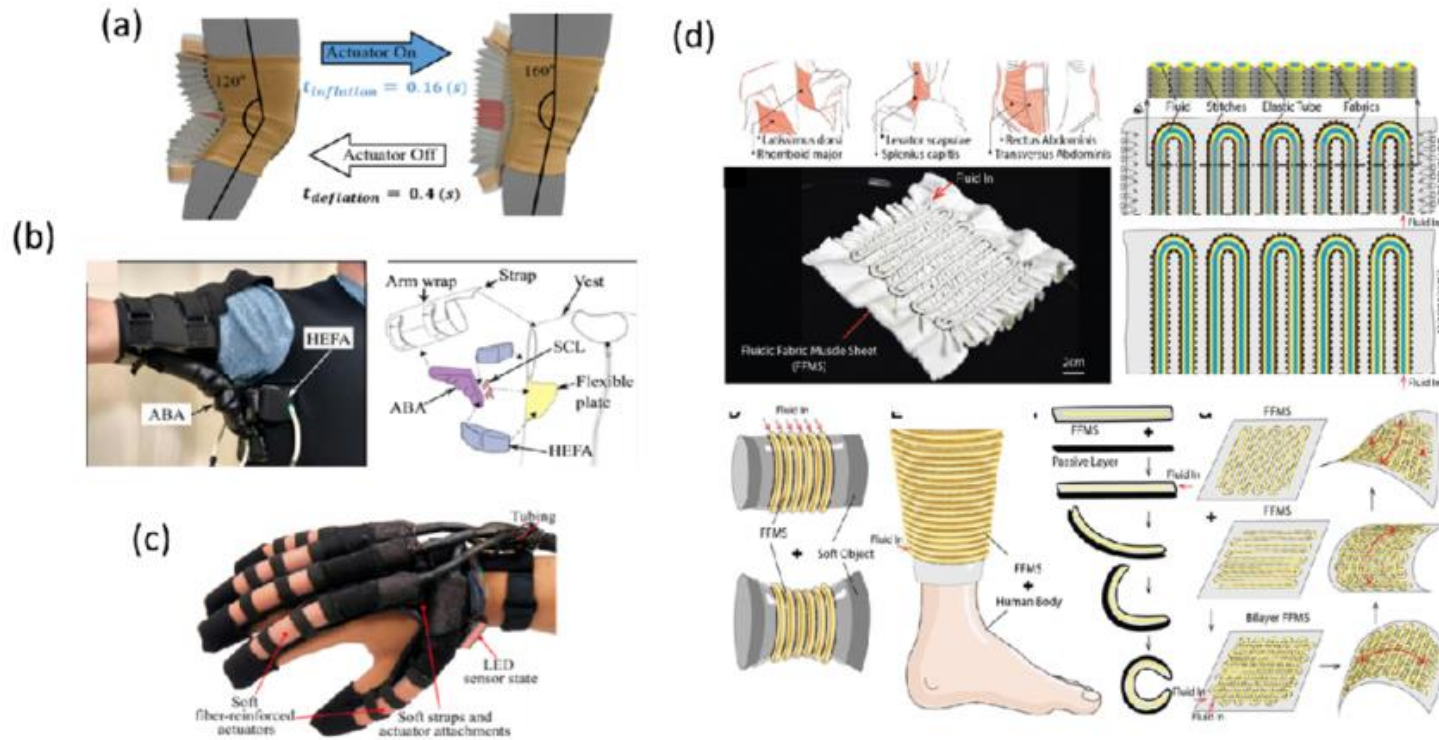 (a)
120°
Actuator On
t_inflation = 0.16 (s)
Actuator Off
t_deflation = 0.4 (s)
160°
(b)
HEFA
ABA
Arm wrap
Strap
Vest
SCL
ABA
Flexible
plate
HEFA
(c)
Tubing
LED
sensor state
Soft
fiber-reinforced
actuators
Soft straps and
actuator attachments
(d)
• Latissimus dorsi
• Rhomboid major
• Levator scapulae
• Splenius capitis
• Rectus Abdominis
• Transversus Abdominis
Fluid In
Fluidic Fabric Muscle Sheet
(FFMS)
2cm
Fluid
Stitches
Elastic Tube
Fabrics
Fluid In
Fluid In
Fluid In
FFMS
+
Soft Object
E
Fluid In
FFMS
+
Human Body
FFMS
+
Passive Layer
Fluid In
G
FFMS
+
FFMS
Bilayer FFMS
Fluid In
Fluid In